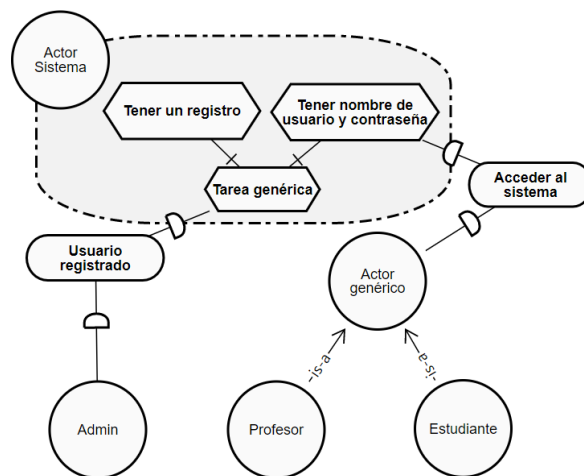 Actor
Sistema
Tener un registro
Tener nombre de
usuario y contraseña
Tarea genérica
Acceder al
sistema
Usuario
registrado
Actor
genérico
is-a
is-a
Admin
Profesor
Estudiante